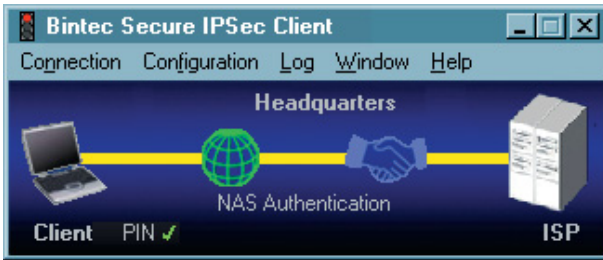 Bintec Secure IPSec Client
Connection Configuration Log Window Help
Headquarters
NAS Authentication
Client PIN ✓ ISP